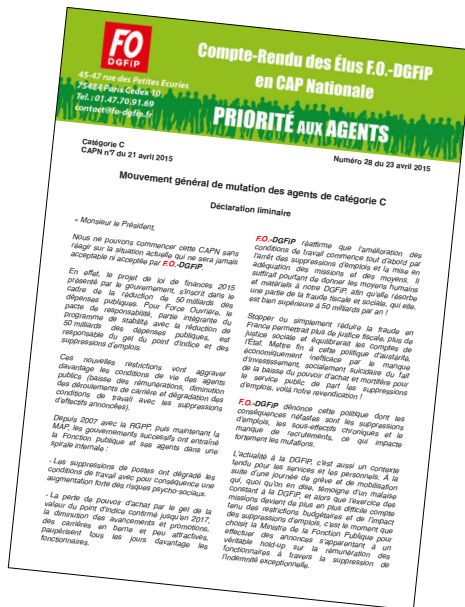 FO
DGFiP
45-47 rue des Petites Ecuries
75484 Paris Cedex 10
Tel. : 01.47.70.91.69
contact@fo-dgfip.fr
Compte-Rendu des Élus F.O.-DGFiP
en CAP Nationale
PRIORITÉ AUX AGENTS
Catégorie C
CAPN n°7 du 21 avril 2015
Numéro 28 du 23 avril 2015
Mouvement général de mutation des agents de catégorie C
Déclaration liminaire
« Monsieur le Président,
Nous ne pouvons commencer cette CAPN sans
réagir sur la situation actuelle qui ne sera jamais
acceptable ni acceptée par F.O.-DGFiP.
En effet, le projet de loi de finances 2015
présenté par le gouvernement, s'inscrit dans le
cadre de la réduction de 50 milliards des
dépenses publiques. Pour Force Ouvrière, le
pacte de responsabilité, partie intégrante du
programme de stabilité avec la réduction de
50 milliards des dépenses publiques, est
responsable du gel du point d'indice et des
suppressions d'emplois.
Ces nouvelles restrictions vont aggraver
davantage les conditions de vie des agents
publics (baisse des rémunérations, diminution
des déroulements de carrière et dégradation des
conditions de travail avec les suppressions
d'effectifs annoncées).
Depuis 2007 avec la RGPP, puis maintenant la
MAP, les gouvernements successifs ont entraîné
la Fonction publique et ses agents dans une
spirale infernale :
- Les suppressions de postes ont dégradé les
conditions de travail avec pour conséquence une
augmentation forte des risques psycho-sociaux.
- La perte de pouvoir d'achat par le gel de la
valeur du point d'indice confirmé jusqu'en 2017,
la diminution des avancements et promotions,
des carrières en berne et peu attractives,
paupérisent tous les jours davantage les
fonctionnaires.
F.O.-DGFiP réaffirme que l'amélioration des
conditions de travail commence tout d'abord par
l'arrêt des suppressions d'emplois et la mise en
adéquation des missions et des moyens. Il
suffirait pourtant de donner les moyens humains
et matériels à notre DGFiP, afin qu'elle résorbe
une partie de la fraude fiscale et sociale, qui elle,
est bien supérieure à 50 milliards par an !
Stopper ou simplement réduire la fraude en
France permettrait plus de justice fiscale, plus de
justice sociale et équilibrerait les comptes de
l'État. Mettre fin à cette politique d'austérité,
économiquement inefficace par le manque
d'investissement, socialement suicidaire du fait
de la baisse du pouvoir d'achat et mortifère pour
le service public de part les suppressions
d'emplois, voilà notre revendication !
F.O.-DGFiP dénonce cette politique dont les
conséquences néfastes sont les suppressions
d'emplois, les sous-effectifs chroniques et le
manque de recrutements, ce qui impacte
fortement les mutations.
L'actualité à la DGFiP, c'est aussi un contexte
tendu pour les services et les personnels. À la
suite d'une journée de grève et de mobilisation
qui, quoi qu'on en dise, témoigne d'un malaise
constant à la DGFiP, et alors que l'exercice des
missions devient de plus en plus difficile compte
tenu des restrictions budgétaires et de l'impact
des suppressions d'emplois, c'est le moment que
choisit la Ministre de la Fonction Publique pour
effectuer des annonces s'apparentant à un
véritable hold-up sur la rémunération des
fonctionnaires à travers la suppression de
l'indemnité exceptionnelle.